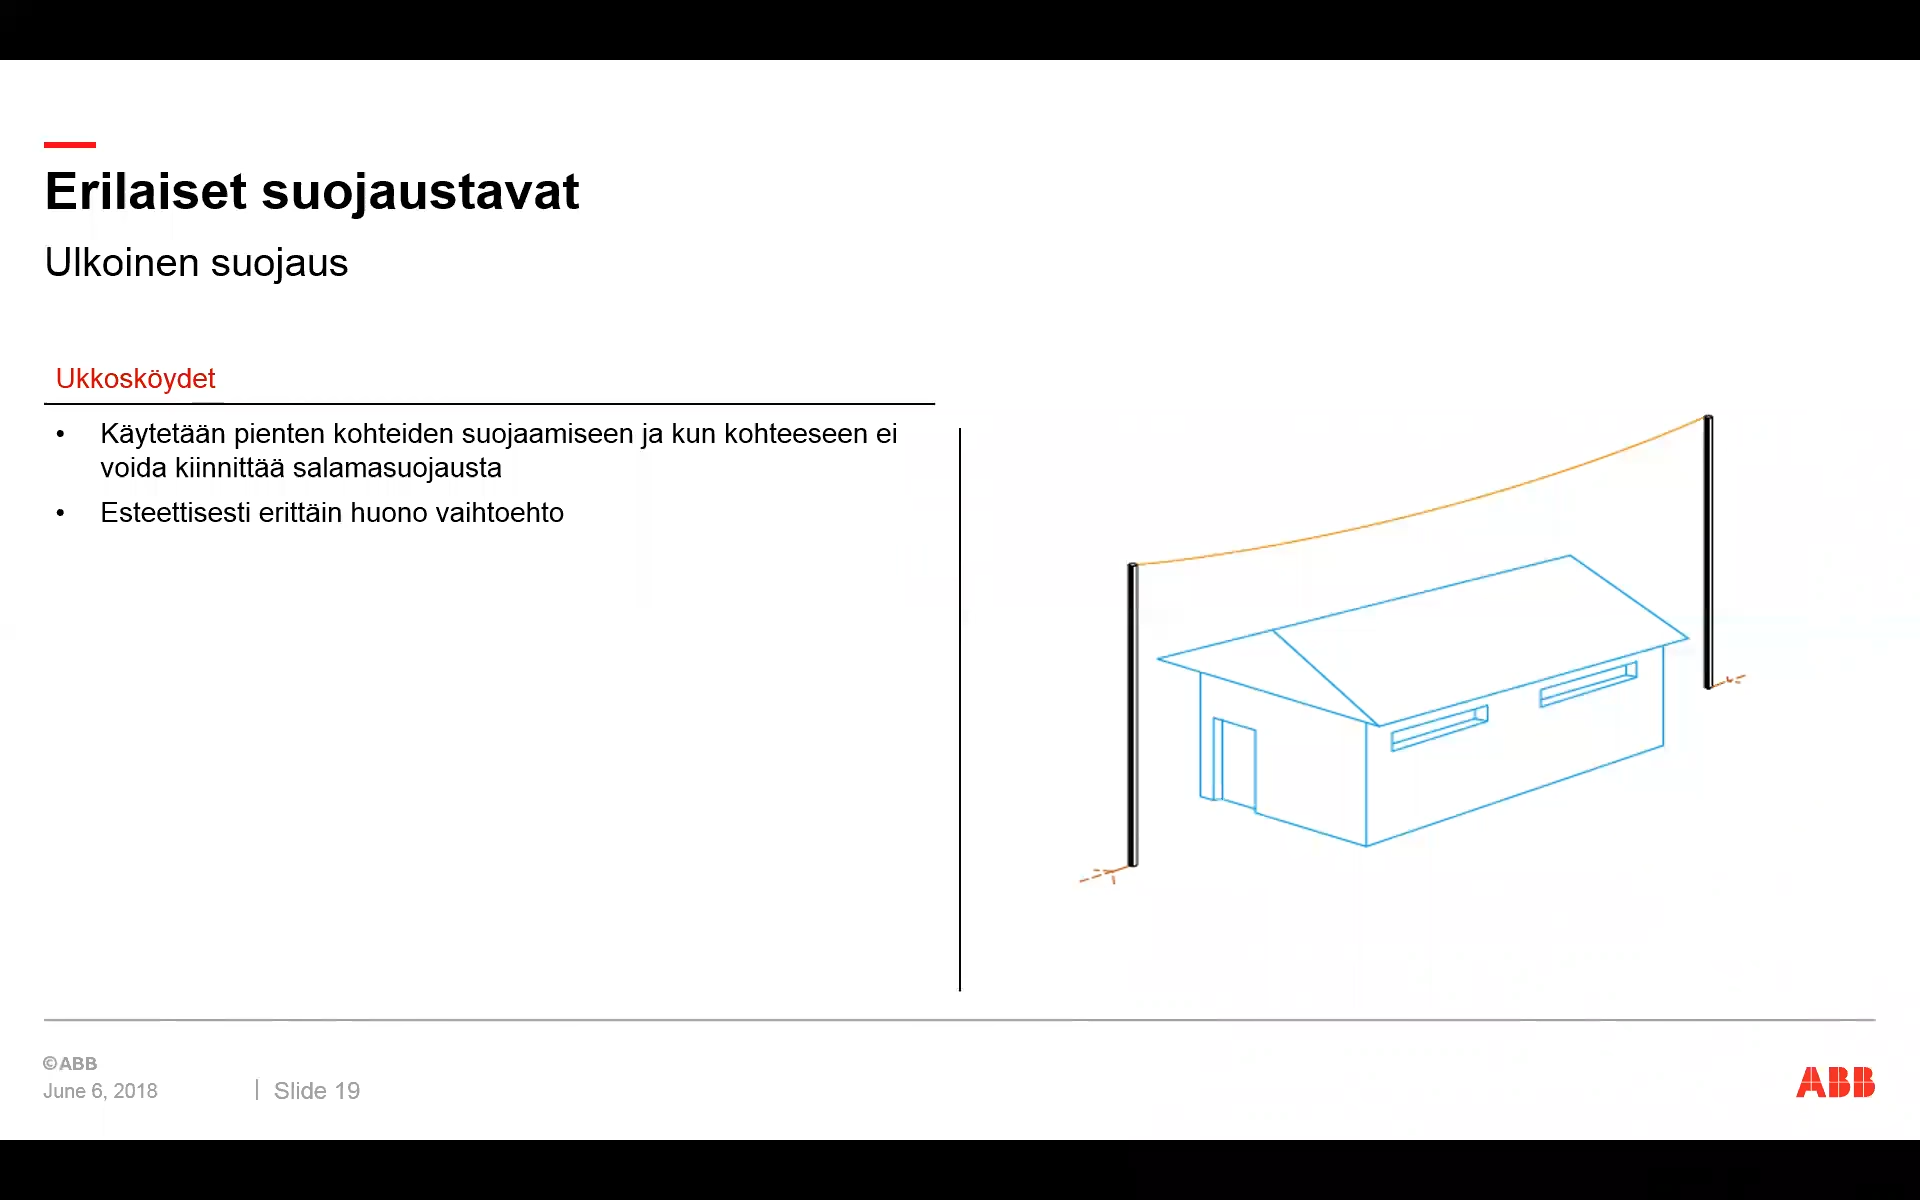 Erilaiset suojaustavat
Ulkoinen suojaus
Ukkosköydet
• Käytetään pienten kohteiden suojaamiseen ja kun kohteeseen ei
voida kiinnittää salamasuojausta
• Esteettisesti erittäin huono vaihtoehto
©ABB
June 6, 2018 | Slide 19
ABB